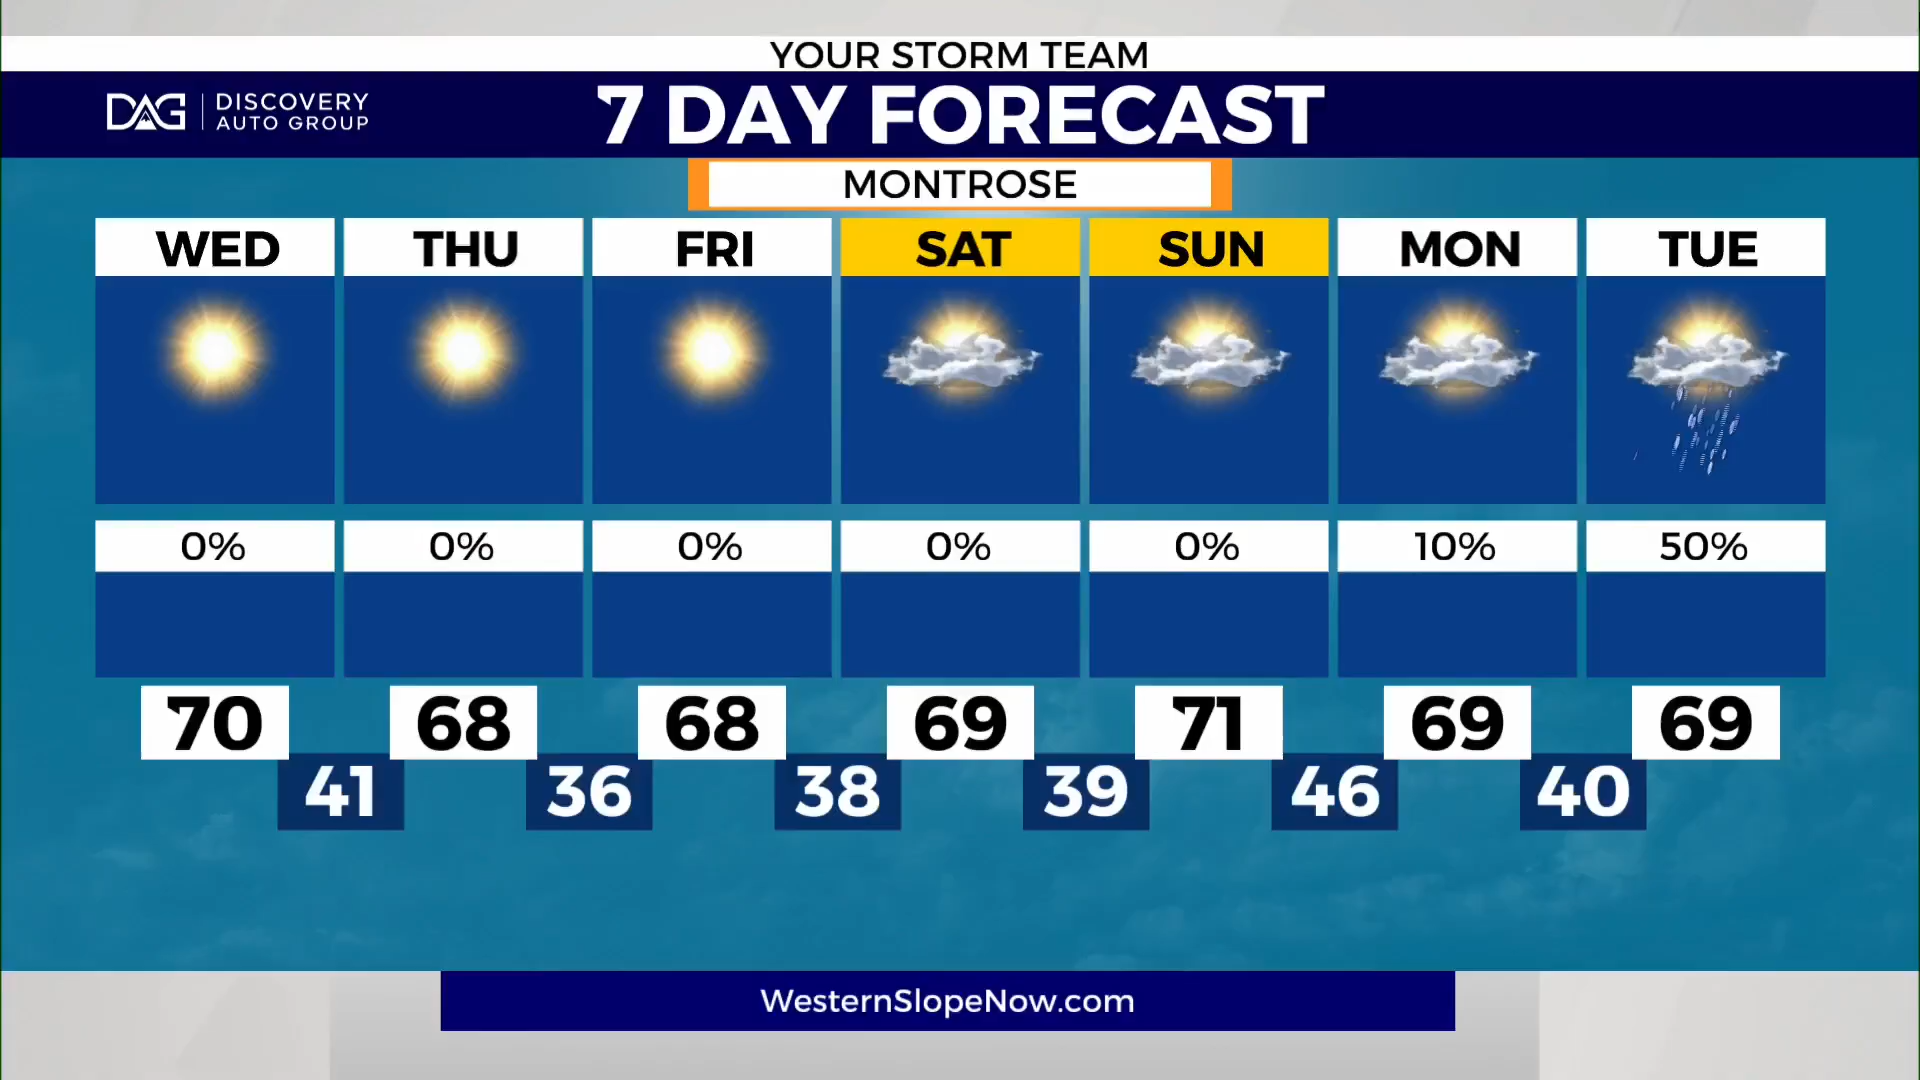 YOUR STORM TEAM
DAG DISCOVERY
AUTO GROUP
7 DAY FORECAST
MONTROSE
WED THU FRI SAT SUN MON TUE
0% 0% 0% 0% 0% 10% 50%
70 68 68 69 71 69 69
41 36 38 39 46 40
WesternSlopeNow.com